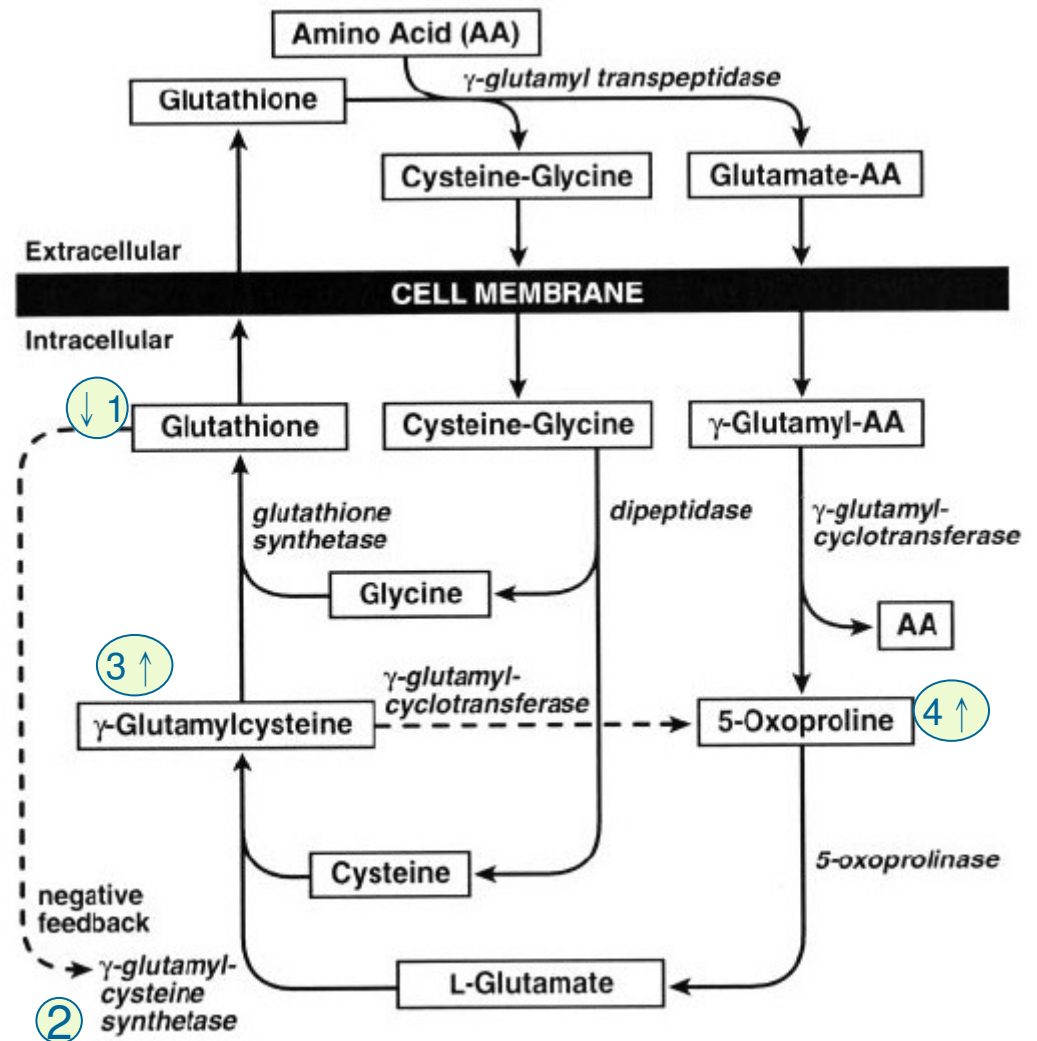 Amino Acid (AA)
γ-glutamyl transpeptidase
Glutathione
Cysteine-Glycine
Glutamate-AA
Extracellular
CELL MEMBRANE
Intracellular
↓ 1
Glutathione
Cysteine-Glycine
γ-Glutamyl-AA
glutathione
synthetase
dipeptidase
γ-glutamyl-
cyclotransferase
Glycine
AA
3 ↑
γ-glutamyl-
cyclotransferase
γ-Glutamylcysteine
5-Oxoproline
4 ↑
Cysteine
5-oxoprolinase
negative
feedback
γ-glutamyl-
cysteine
synthetase
2
L-Glutamate